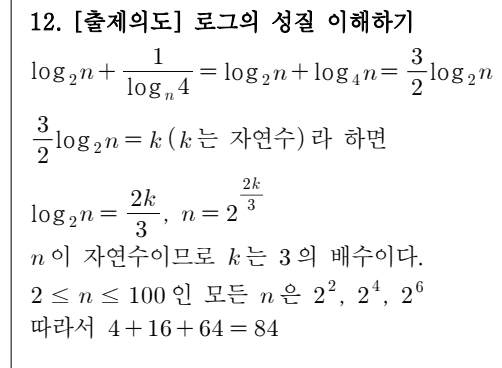 12. [출제의도] 로그의 성질 이해하기
log₂n + 1/(logₙ4) = log₂n + log₄n = 3/2 log₂n
3/2 log₂n = k (k는 자연수)라 하면
log₂n = 2k/3, n = 2^(2k/3)
n이 자연수이므로 k는 3의 배수이다.
2 ≤ n ≤ 100인 모든 n은 2², 2⁴, 2⁶
따라서 4+16+64=84